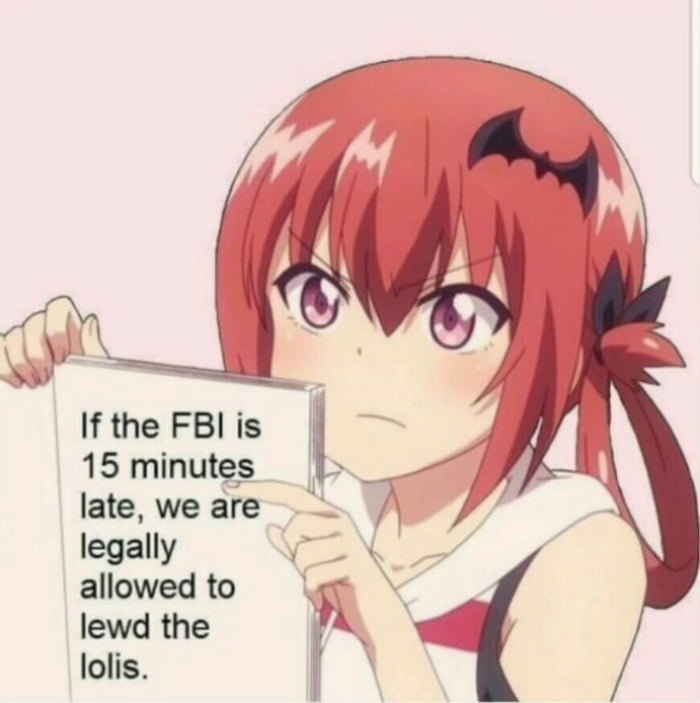 If the FBI is
15 minutes
late, we are
legally
allowed to
lewd the
lolis.